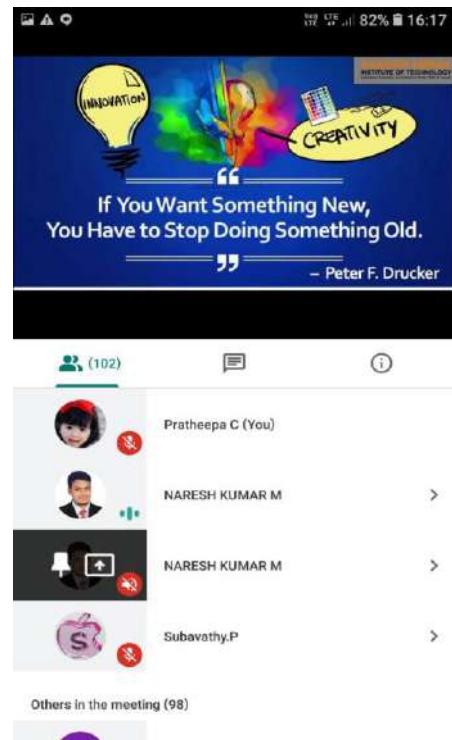 82% 16:17
INSTITUTE OF TECHNOLOGY
INNOVATION
CREATIVITY
“
If You Want Something New,
You Have to Stop Doing Something Old.
”
– Peter F. Drucker
(102)
Pratheepa C (You)
NARESH KUMAR M
NARESH KUMAR M
S
Subavathy.P
Others in the meeting (98)